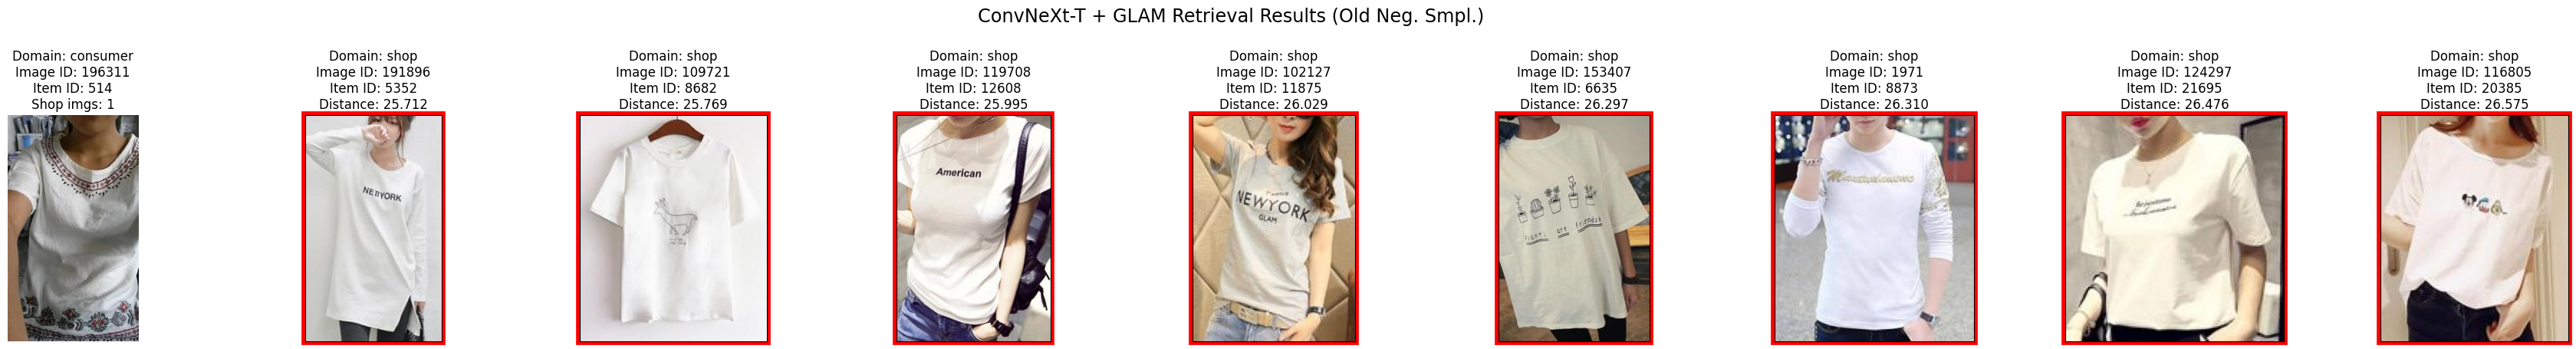 ConvNeXt-T + GLAM Retrieval Results (Old Neg. Smpl.)
Domain: consumer
Image ID: 196311
Item ID: 514
Shop imgs: 1
Domain: shop
Image ID: 191896
Item ID: 5352
Distance: 25.712
NEWYORK
Domain: shop
Image ID: 109721
Item ID: 8682
Distance: 25.769
Domain: shop
Image ID: 119708
Item ID: 12608
Distance: 25.995
American
Domain: shop
Image ID: 102127
Item ID: 11875
Distance: 26.029
NEWYORK
GLAM
Domain: shop
Image ID: 153407
Item ID: 6635
Distance: 26.297
Plants are friends
Domain: shop
Image ID: 1971
Item ID: 8873
Distance: 26.310
Domain: shop
Image ID: 124297
Item ID: 21695
Distance: 26.476
Domain: shop
Image ID: 116805
Item ID: 20385
Distance: 26.575